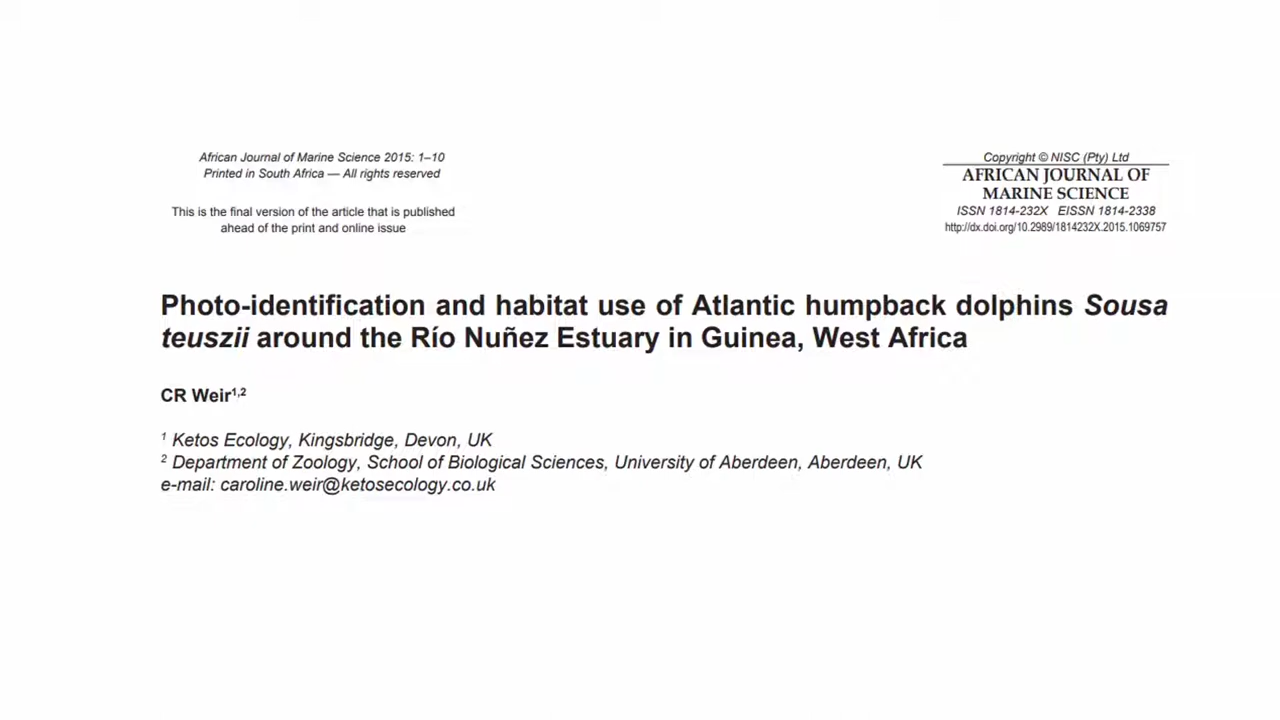 African Journal of Marine Science 2015: 1–10
Printed in South Africa — All rights reserved
This is the final version of the article that is published
ahead of the print and online issue
Copyright © NISC (Pty) Ltd
AFRICAN JOURNAL OF
MARINE SCIENCE
ISSN 1814-232X EISSN 1814-2338
http://dx.doi.org/10.2989/1814232X.2015.1069757
Photo-identification and habitat use of Atlantic humpback dolphins Sousa
teuszii around the Río Nuñez Estuary in Guinea, West Africa
CR Weir1,2
1 Ketos Ecology, Kingsbridge, Devon, UK
2 Department of Zoology, School of Biological Sciences, University of Aberdeen, Aberdeen, UK
e-mail: caroline.weir@ketosecology.co.uk